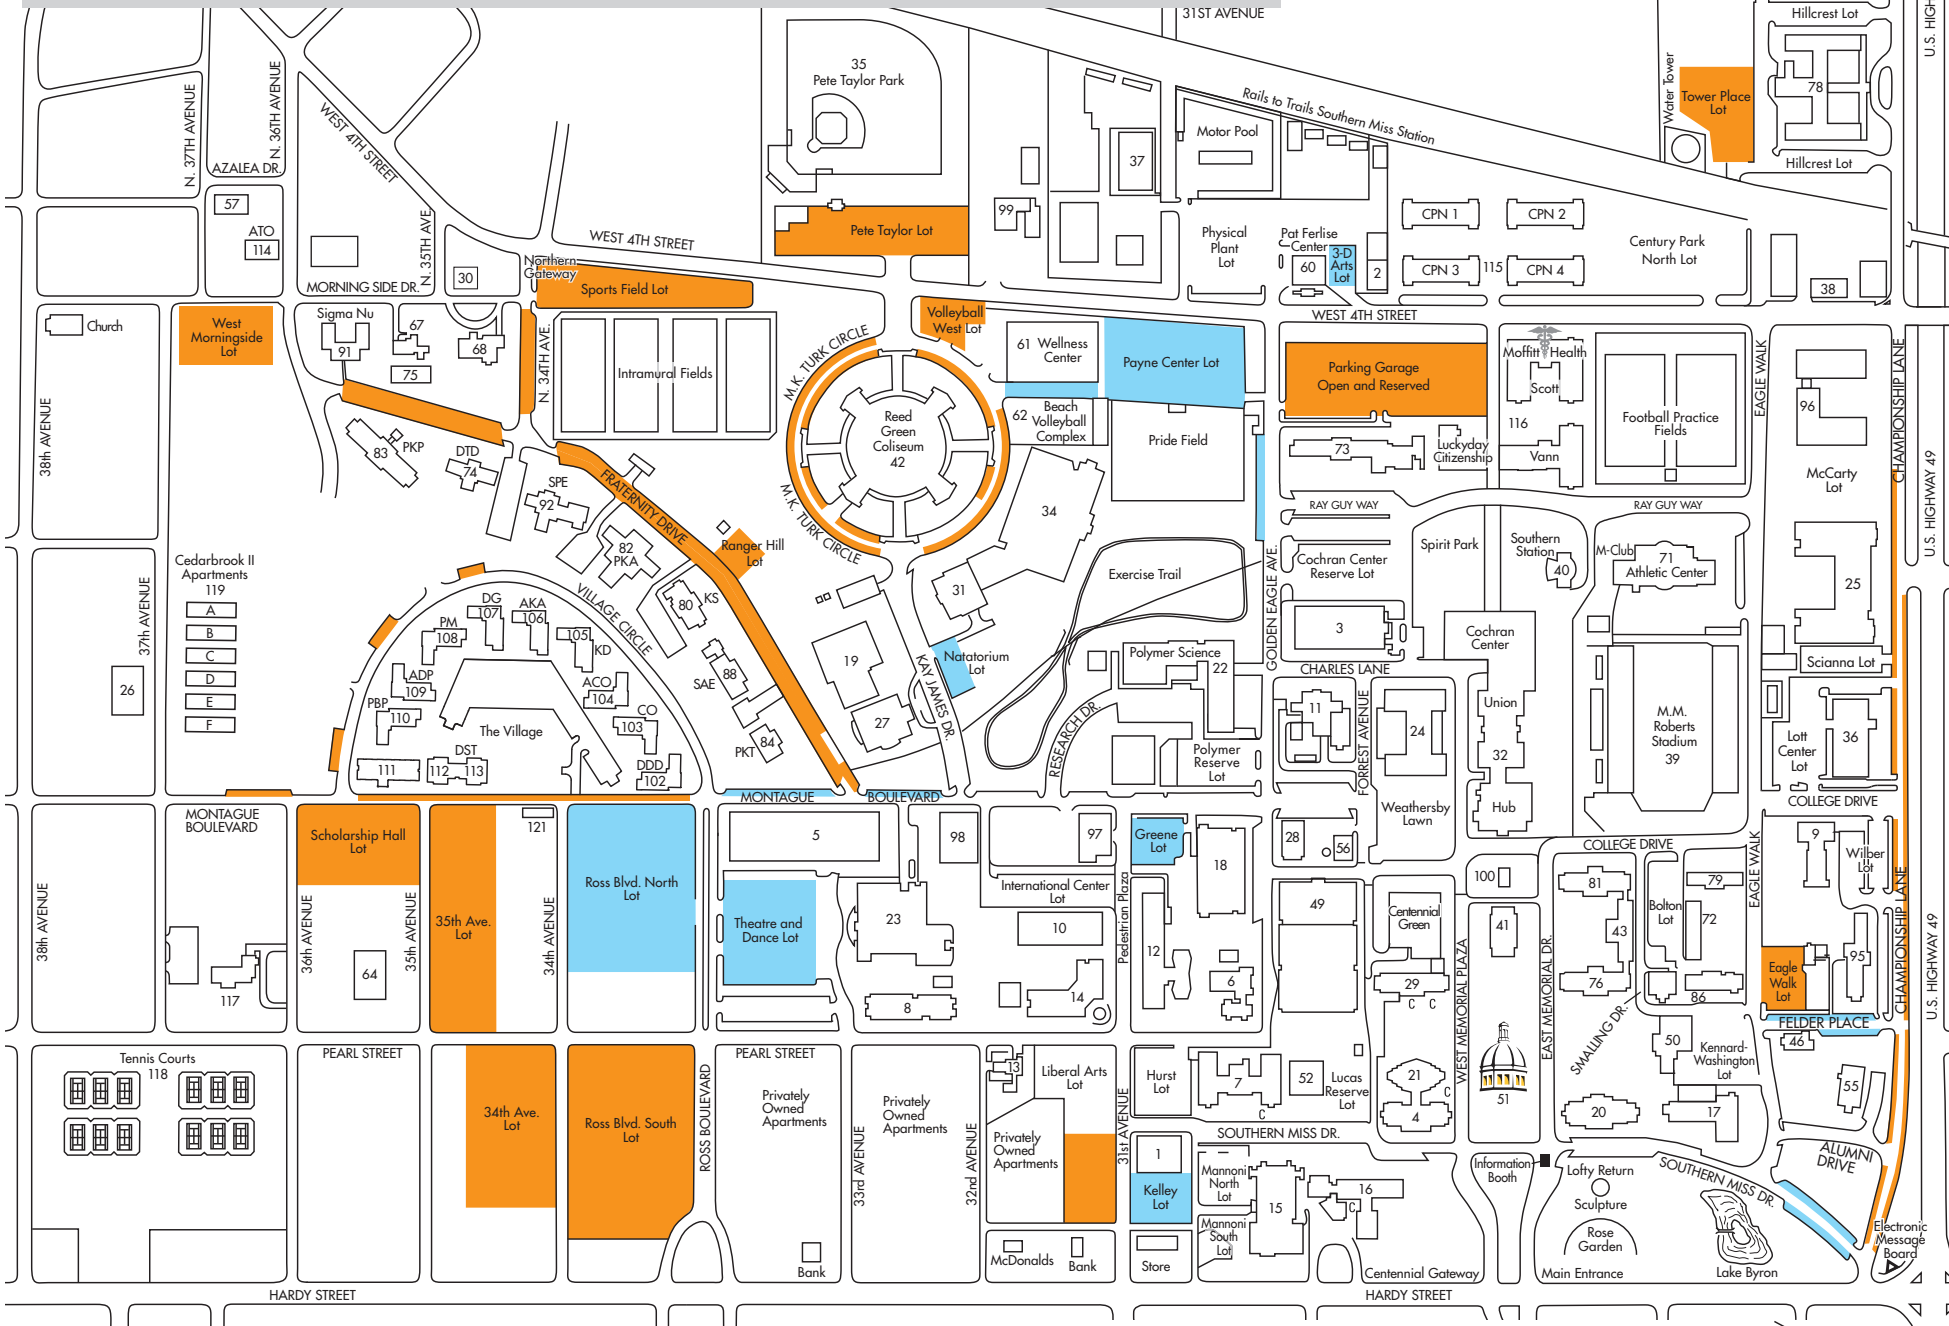 31ST AVENUE
Hillcrest Lot
U.S. HIGH
35
Pete Taylor Park
N. 37TH AVENUE
N. 36TH AVENUE
WEST 4TH STREET
AZALEA DR.
57
ATO
114
N. 35TH AVE
30
MORNING SIDE DR.
Northern
Gateway
WEST 4TH STREET
Sports Field Lot
Pete Taylor Lot
99
37
Motor Pool
Rails to Trails Southern Miss Station
Water Tower
Tower Place
Lot
78
Hillcrest Lot
Physical
Plant
Lot
Pat Ferlise
Center
60
3-D
Arts
Lot
2
CPN 1
CPN 2
CPN 3
115
CPN 4
Century Park
North Lot
38
WEST 4TH STREET
Church
West
Morningside
Lot
Sigma Nu
91
67
75
68
N. 34TH AVE.
Intramural Fields
M.K. TURK CIRCLE
Reed
Green
Coliseum
42
M.K. TURK CIRCLE
Volleyball
West Lot
61 Wellness
Center
Payne Center Lot
62
Beach
Volleyball
Complex
Pride Field
Parking Garage
Open and Reserved
Moffitt Health
Scott
116
Vann
73
Luckyday
Citizenship
Football Practice
Fields
EAGLE WALK
96
McCarty
Lot
CHAMPIONSHIP LANE
U.S. HIGHWAY 49
38th AVENUE
83
PKP
DTD
74
SPE
92
FRATERNITY DRIVE
82
PKA
Ranger Hill
Lot
34
RAY GUY WAY
RAY GUY WAY
Spirit Park
Southern
Station
40
M-Club
71
Athletic Center
25
Cochran Center
Reserve Lot
GOLDEN EAGLE AVE.
Exercise Trail
31
Cedarbrook II
Apartments
119
A
B
C
D
E
F
37TH AVENUE
26
VILLAGE CIRCLE
DG
107
AKA
106
PM
108
105
KD
ADP
109
ACO
104
PBP
110
CO
103
The Village
DST
111
112
113
DDD
102
80
KS
SAE
88
PKT
84
19
27
KAY JAMES DR.
Natatorium
Lot
3
CHARLES LANE
Polymer Science
22
RESEARCH DR.
Polymer
Reserve
Lot
11
FORREST AVENUE
24
Weathersby
Lawn
Cochran
Center
Union
32
Hub
M.M.
Roberts
Stadium
39
Scianna Lot
36
Lott
Center
Lot
COLLEGE DRIVE
MONTAGUE
BOULEVARD
MONTAGUE
BOULEVARD
Scholarship Hall
Lot
35th Ave.
Lot
121
Ross Blvd. North
Lot
5
98
97
Greene
Lot
18
28
56
COLLEGE DRIVE
EAGLE WALK
9
Wilber
Lot
38th AVENUE
36th AVENUE
35th AVENUE
34th AVENUE
117
64
Theatre and
Dance Lot
23
8
International Center
Lot
10
14
Pedestrian Plaza
12
6
49
Centennial
Green
29
C C
100
41
WEST MEMORIAL PLAZA
EAST MEMORIAL DR.
81
43
76
Bolton
Lot
79
72
86
Eagle
Walk
Lot
95
CHAMPIONSHIP LANE
U.S. HIGHWAY 49
SMALLING DR.
FELDER PLACE
46
Tennis Courts
118
PEARL STREET
34th Ave.
Lot
Ross Blvd. South
Lot
ROSS BOULEVARD
PEARL STREET
Privately
Owned
Apartments
33rd AVENUE
Privately
Owned
Apartments
32nd AVENUE
13
Liberal Arts
Lot
Privately
Owned
Apartments
31st AVENUE
Hurst
Lot
7
C
52
Lucas
Reserve
Lot
21
C
4
51
50
Kennard-
Washington
Lot
20
17
55
1
Kelley
Lot
SOUTHERN MISS DR.
Mannoni
North
Lot
Mannoni
South
Lot
15
16
C
Information
Booth
Lofty Return
Sculpture
Rose
Garden
SOUTHERN MISS DR.
ALUMNI
DRIVE
Electronic
Message
Board
Bank
McDonalds
Bank
Store
Centennial Gateway
Main Entrance
Lake Byron
HARDY STREET
HARDY STREET